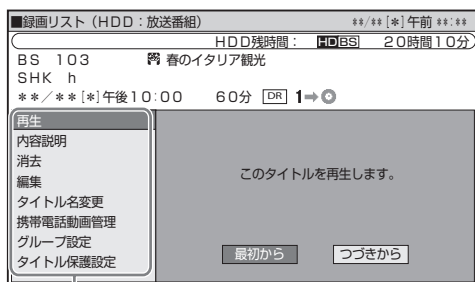 ■録画リスト（HDD：放送番組） **/**[*]午前**:**
HDD残時間： HD BS 20時間10分
BS 103 春のイタリア観光
SHK h
**/**[*]午後10:00 60分 DR 1➡
再生
内容説明
消去
編集
タイトル名変更
携帯電話動画管理
グループ設定
タイトル保護設定
このタイトルを再生します。
最初から つづきから